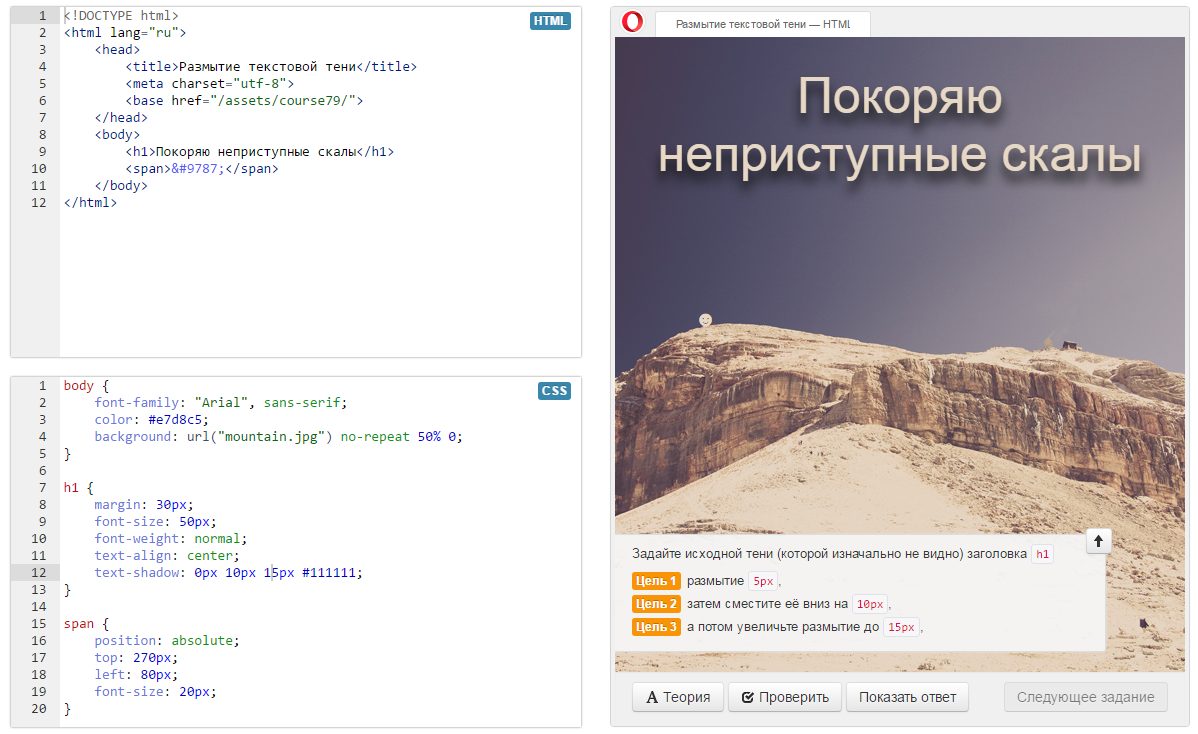 1 <!DOCTYPE html>
HTML
2 <html lang="ru">
3 <head>
4 <title>Размытие текстовой тени</title>
5 <meta charset="utf-8">
6 <base href="/assets/course79/">
7 </head>
8 <body>
9 <h1>Покоряю неприступные скалы</h1>
10 <span>&#9787;</span>
11 </body>
12 </html>
1 body {
CSS
2 font-family: "Arial", sans-serif;
3 color: #e7d8c5;
4 background: url("mountain.jpg") no-repeat 50% 0;
5 }
6
7 h1 {
8 margin: 30px;
9 font-size: 50px;
10 font-weight: normal;
11 text-align: center;
12 text-shadow: 0px 10px 15px #111111;
13 }
14
15 span {
16 position: absolute;
17 top: 270px;
18 left: 80px;
19 font-size: 20px;
20 }
Размытие текстовой тени — HTML
Покоряю
неприступные скалы
Задайте исходной тени (которой изначально не видно) заголовка h1
Цель 1 размытие 5px,
Цель 2 затем сместите её вниз на 10px,
Цель 3 а потом увеличьте размытие до 15px,
Теория
Проверить
Показать ответ
Следующее задание